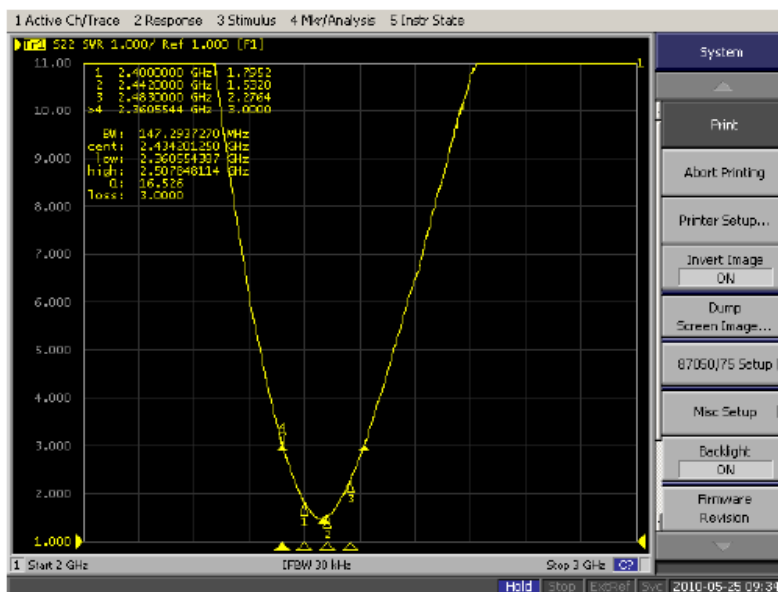 1 Active Ch/Trace 2 Response 3 Stimulus 4 Mkr/Analysis 5 Instr State
Tr1 S22 SWR 1.000/ Ref 1.000 [F1]
11.00
10.00
9.000
8.000
7.000
6.000
5.000
4.000
3.000
2.000
1.000
1 2.4000000 GHz 1.7952
2 2.4420000 GHz 1.5320
3 2.4830000 GHz 2.2764
>4 2.3605544 GHz 3.0000
BW: 147.2937270 MHz
cent: 2.434201250 GHz
low: 2.360554387 GHz
high: 2.507848114 GHz
Q: 16.526
loss: 3.0000
1
4
1
2
3
1 Start 2 GHz IFBW 30 kHz Stop 3 GHz C?
System
Print
Abort Printing
Printer Setup...
Invert Image
ON
Dump
Screen Image...
87050/75 Setup
Misc Setup
Backlight
ON
Firmware
Revision
Hold Stop ExtRef Svc 2010-05-25 09:34